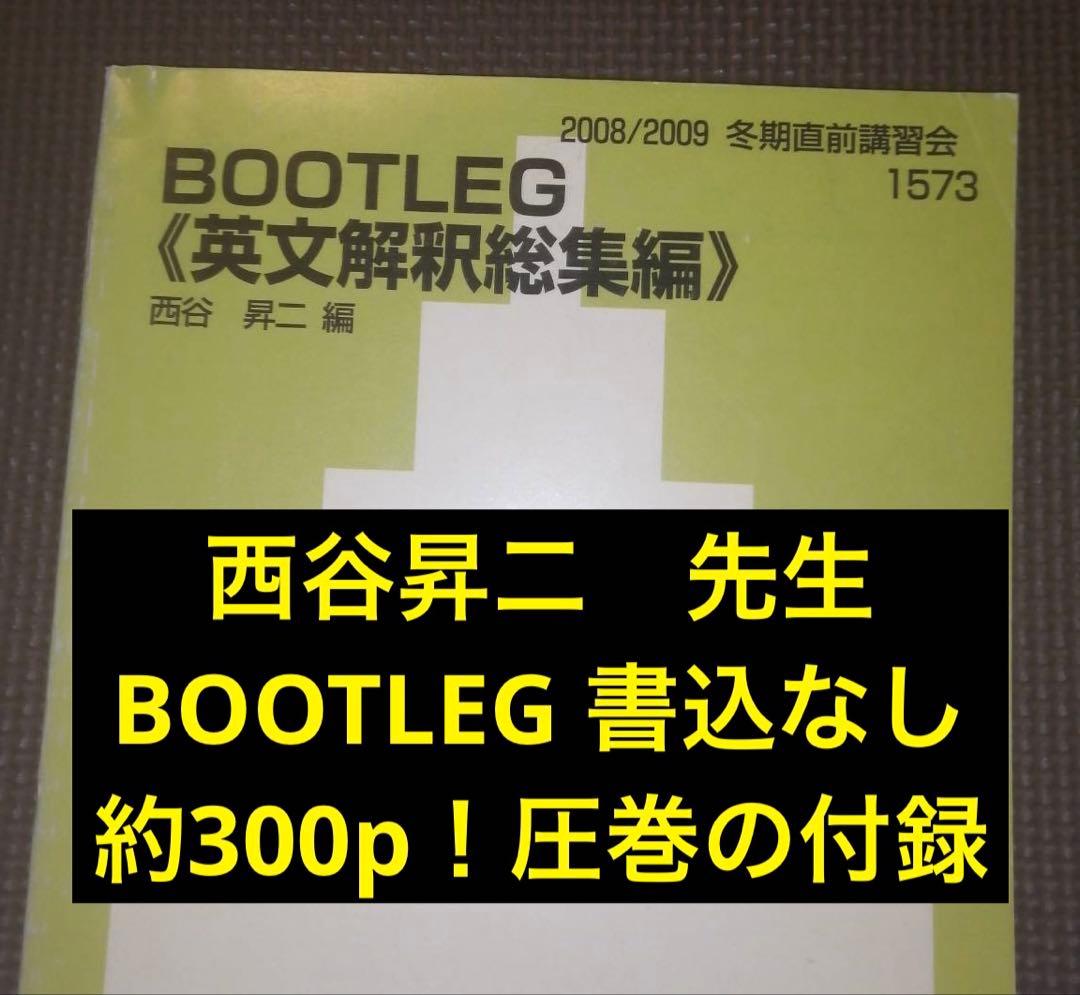 2008/2009 冬期直前講習会
1573
BOOTLEG
《英文解釈総集編》
西谷 昇二 編
西谷昇二 先生
BOOTLEG 書込なし
約300p！圧巻の付録